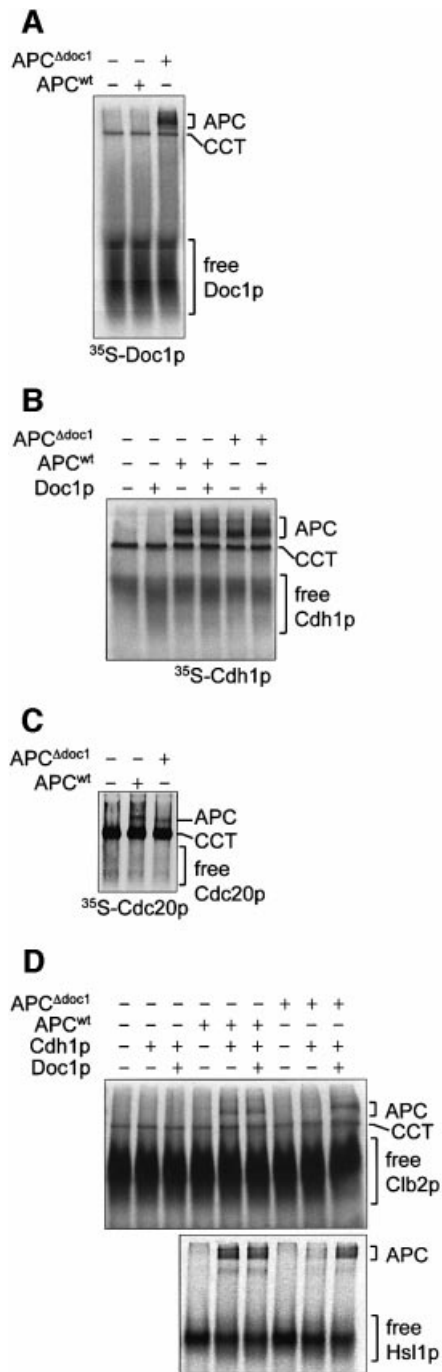 A
APCΔdoc1 – – +
APCwt – + –
APC
CCT
free
Doc1p
35S-Doc1p
B
APCΔdoc1 – – – – + +
APCwt – – + + – –
Doc1p – + – + – +
APC
CCT
free
Cdh1p
35S-Cdh1p
C
APCΔdoc1 – – +
APCwt – + –
APC
CCT
free
Cdc20p
35S-Cdc20p
D
APCΔdoc1 – – – – – – + + +
APCwt – – – + + + – – –
Cdh1p – + + – + + – + +
Doc1p – – + – – + – – +
APC
CCT
free
Clb2p
APC
free
Hsl1p